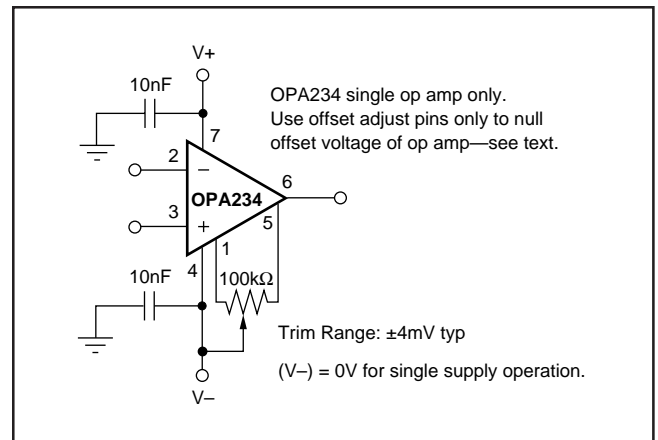 V+
10nF
OPA234 single op amp only.
Use offset adjust pins only to null
offset voltage of op amp—see text.
7
2
–
6
OPA234
3
+
5
1
4
10nF
100kΩ
Trim Range: ±4mV typ
(V–) = 0V for single supply operation.
V–